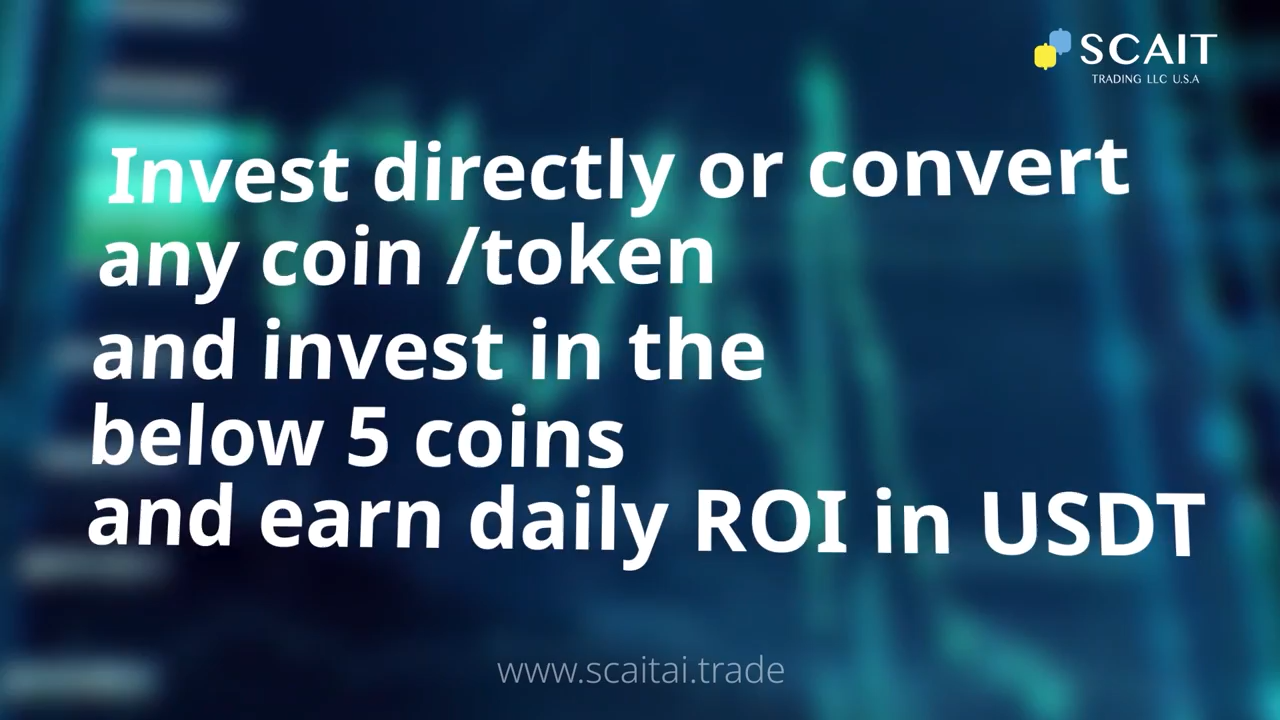 SCAIT
TRADING LLC U.S.A
Invest directly or convert
any coin /token
and invest in the
below 5 coins
and earn daily ROI in USDT
www.scaitai.trade